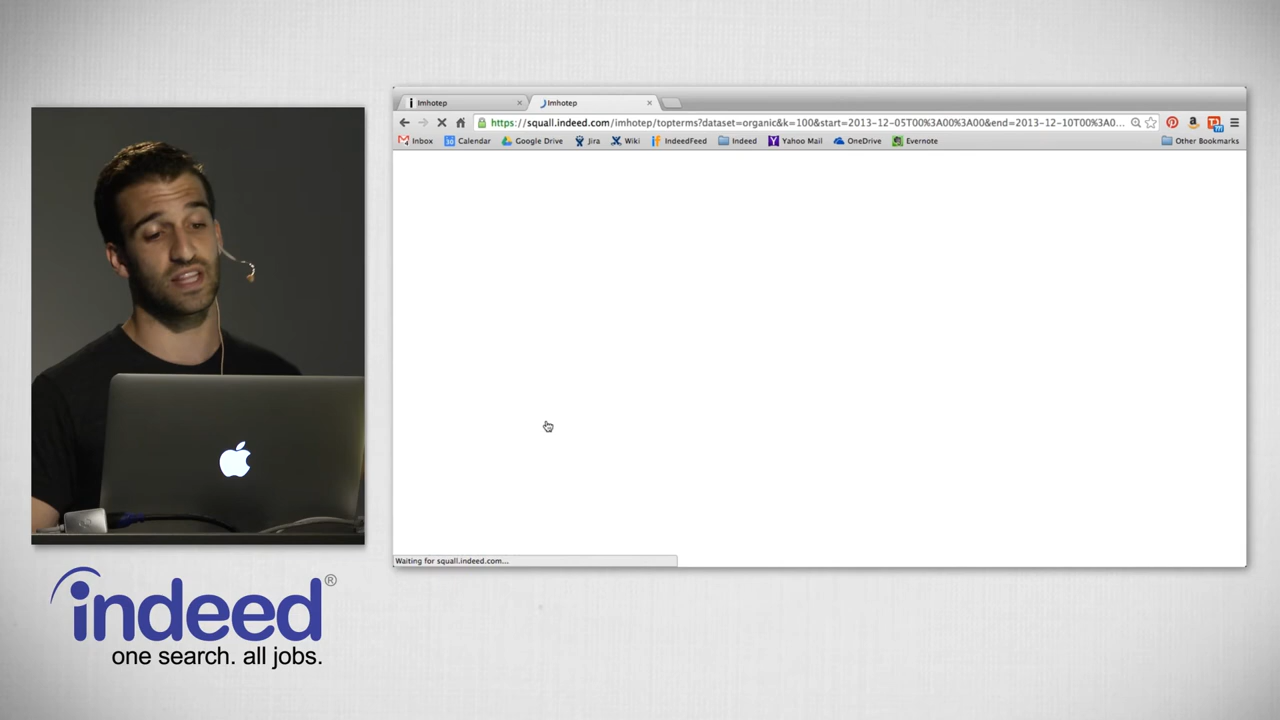 Imhotep
Imhotep
https://squall.indeed.com/imhotep/topterms?dataset=organic&k=100&start=2013-12-05T00%3A00%3A00&end=2013-12-10T00%3A0...
Inbox
Calendar
Google Drive
Jira
Wiki
IndeedFeed
Indeed
Yahoo Mail
OneDrive
Evernote
Other Bookmarks
Waiting for squall.indeed.com...
indeed®
one search. all jobs.